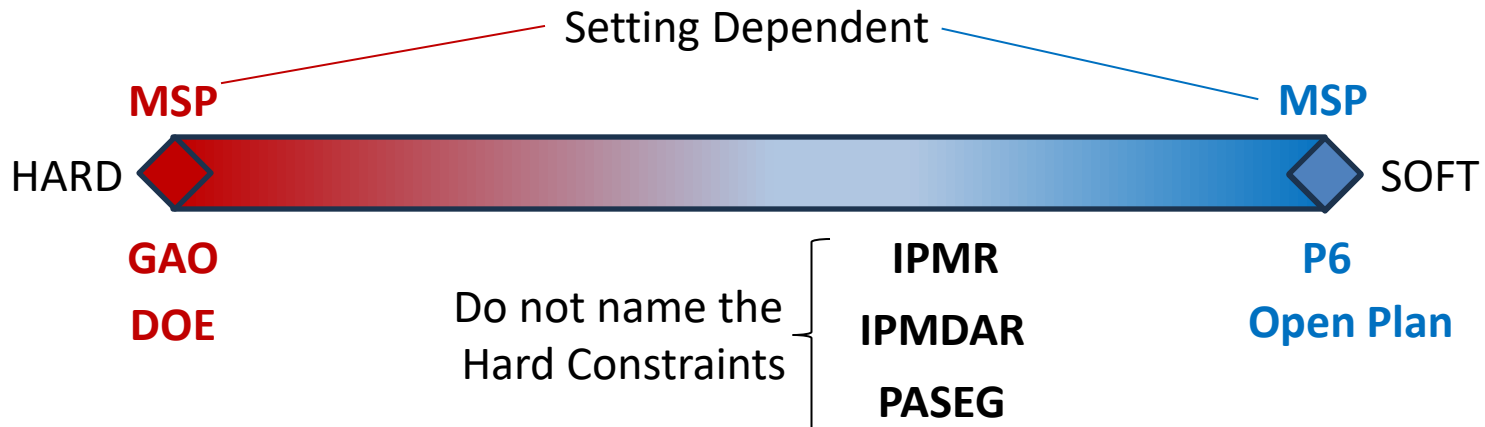 Setting Dependent
MSP
MSP
HARD
SOFT
GAO
DOE
Do not name the
Hard Constraints
IPMR
IPMDAR
PASEG
P6
Open Plan